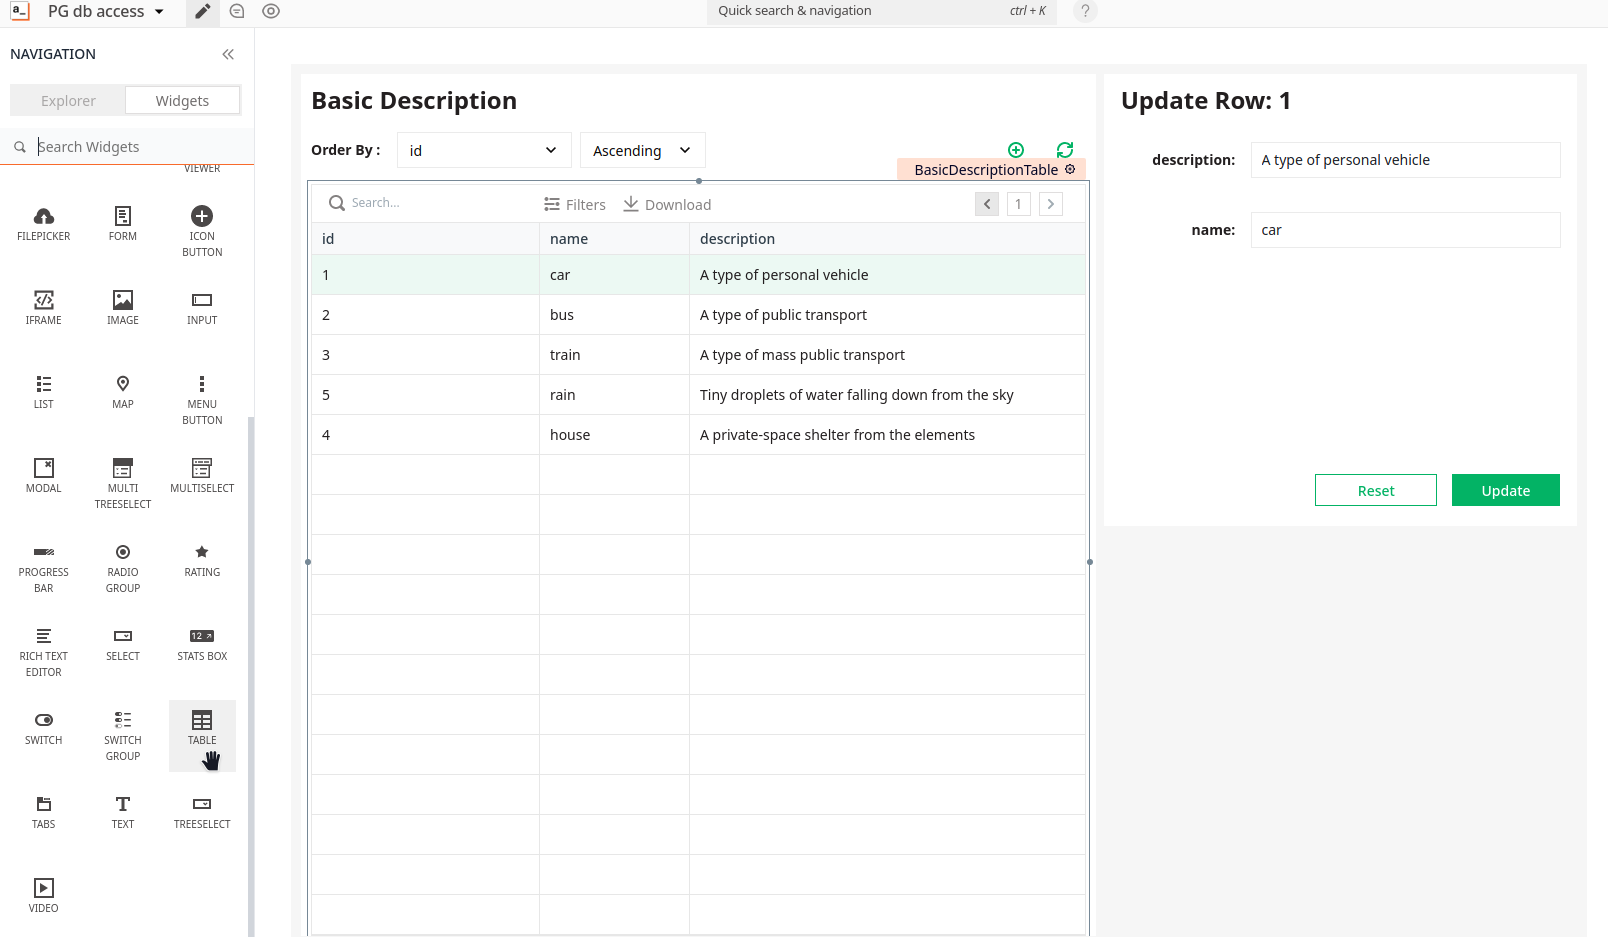 a_
PG db access
Quick search & navigation
ctrl + K
?
NAVIGATION
Explorer
Widgets
Search Widgets
VIEWER
FILEPICKER
FORM
ICON
BUTTON
IFRAME
IMAGE
INPUT
LIST
MAP
MENU
BUTTON
MODAL
MULTI
TREESELECT
MULTISELECT
PROGRESS
BAR
RADIO
GROUP
RATING
RICH TEXT
EDITOR
SELECT
12
STATS BOX
SWITCH
SWITCH
GROUP
TABLE
TABS
TEXT
TREESELECT
VIDEO
Basic Description
Order By :
id
Ascending
BasicDescriptionTable
Search...
Filters
Download
1
id name description
1 car A type of personal vehicle
2 bus A type of public transport
3 train A type of mass public transport
5 rain Tiny droplets of water falling down from the sky
4 house A private-space shelter from the elements
Update Row: 1
description: A type of personal vehicle
name: car
Reset
Update